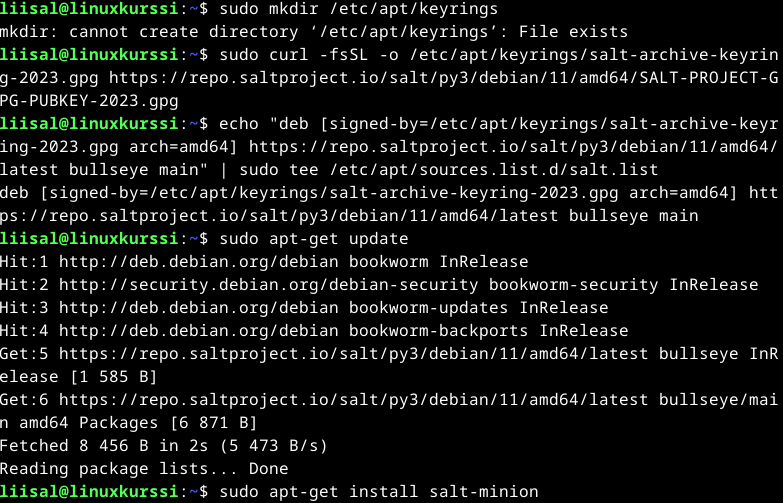 liisal@linuxkurssi:~$ sudo mkdir /etc/apt/keyrings
mkdir: cannot create directory ‘/etc/apt/keyrings’: File exists
liisal@linuxkurssi:~$ sudo curl -fsSL -o /etc/apt/keyrings/salt-archive-keyrin
g-2023.gpg https://repo.saltproject.io/salt/py3/debian/11/amd64/SALT-PROJECT-G
PG-PUBKEY-2023.gpg
liisal@linuxkurssi:~$ echo "deb [signed-by=/etc/apt/keyrings/salt-archive-keyr
ing-2023.gpg arch=amd64] https://repo.saltproject.io/salt/py3/debian/11/amd64/
latest bullseye main" | sudo tee /etc/apt/sources.list.d/salt.list
deb [signed-by=/etc/apt/keyrings/salt-archive-keyring-2023.gpg arch=amd64] htt
ps://repo.saltproject.io/salt/py3/debian/11/amd64/latest bullseye main
liisal@linuxkurssi:~$ sudo apt-get update
Hit:1 http://deb.debian.org/debian bookworm InRelease
Hit:2 http://security.debian.org/debian-security bookworm-security InRelease
Hit:3 http://deb.debian.org/debian bookworm-updates InRelease
Hit:4 http://deb.debian.org/debian bookworm-backports InRelease
Get:5 https://repo.saltproject.io/salt/py3/debian/11/amd64/latest bullseye InR
elease [1 585 B]
Get:6 https://repo.saltproject.io/salt/py3/debian/11/amd64/latest bullseye/mai
n amd64 Packages [6 871 B]
Fetched 8 456 B in 2s (5 473 B/s)
Reading package lists... Done
liisal@linuxkurssi:~$ sudo apt-get install salt-minion